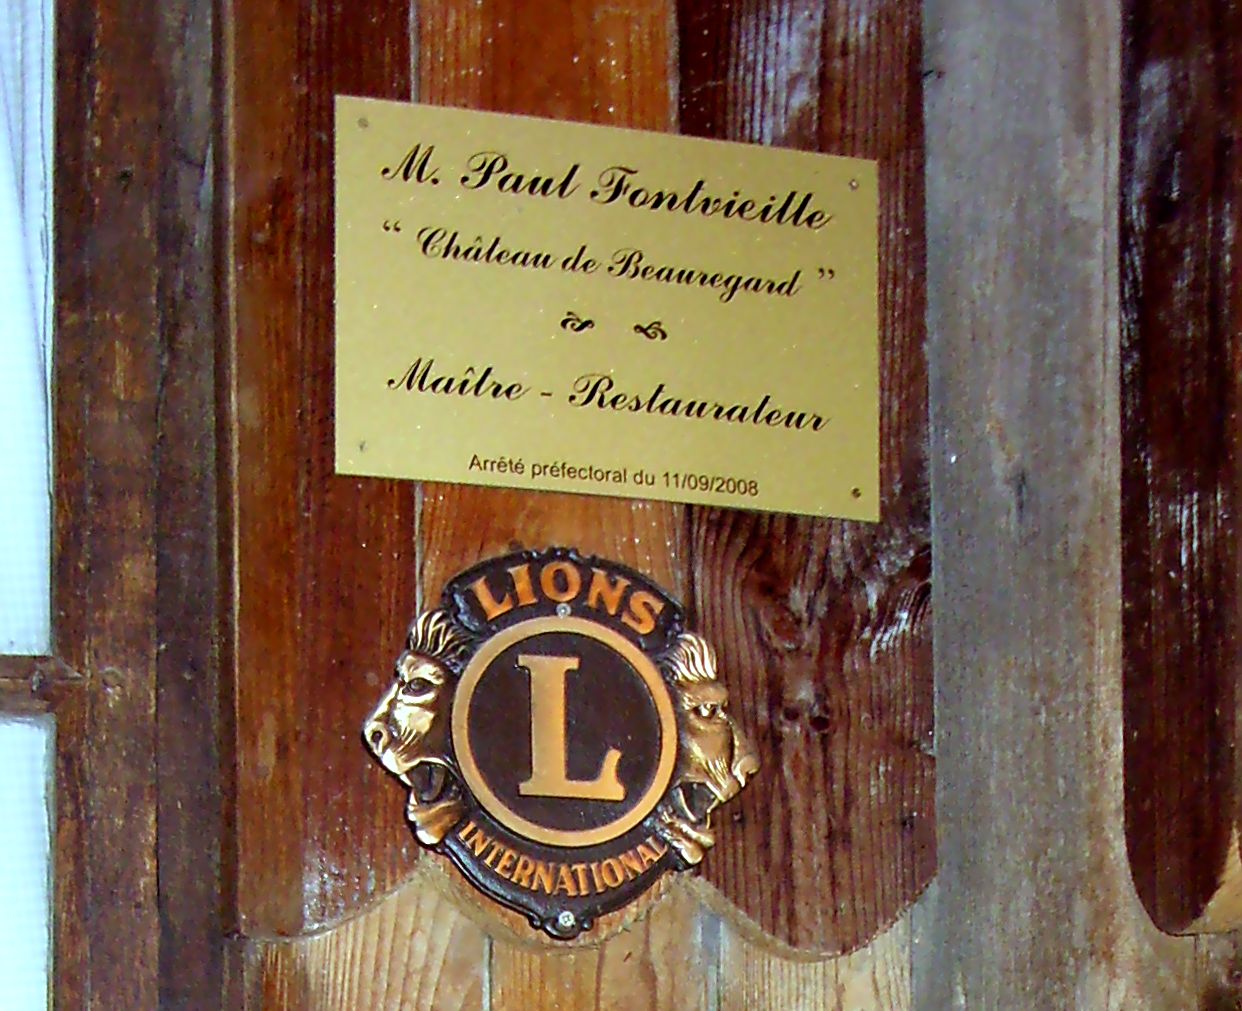 M. Paul Fontvieille
“ Château de Beauregard ”
Maître - Restaurateur
Arrêté préfectoral du 11/09/2008
LIONS
L
INTERNATIONAL